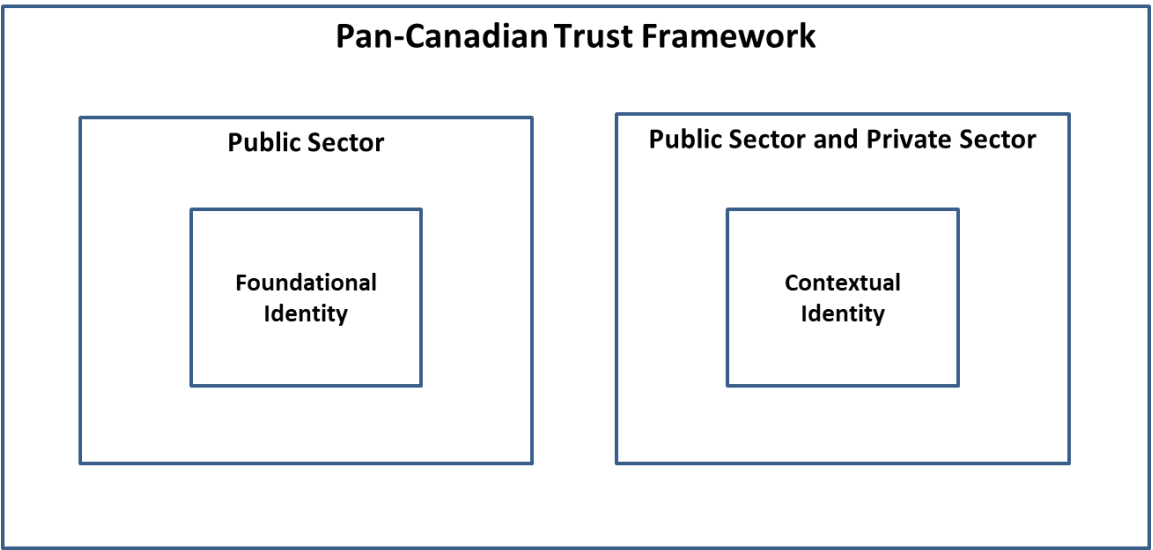 Pan-Canadian Trust Framework
Public Sector
Foundational
Identity
Public Sector and Private Sector
Contextual
Identity